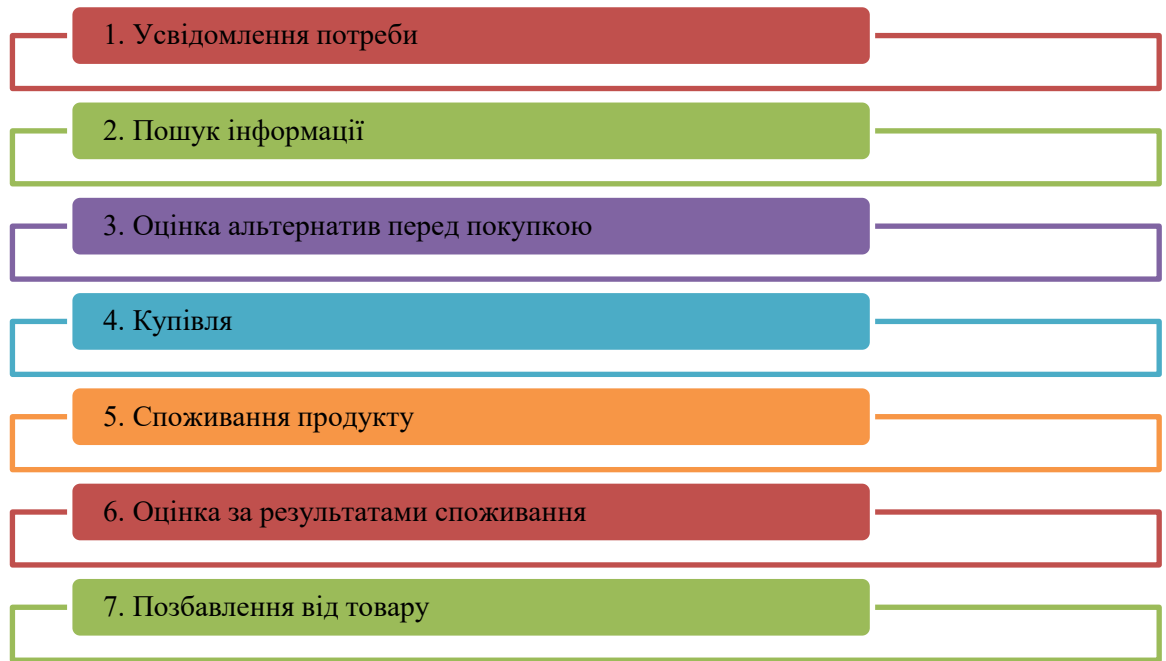 1. Усвідомлення потреби
2. Пошук інформації
3. Оцінка альтернатив перед покупкою
4. Купівля
5. Споживання продукту
6. Оцінка за результатами споживання
7. Позбавлення від товару